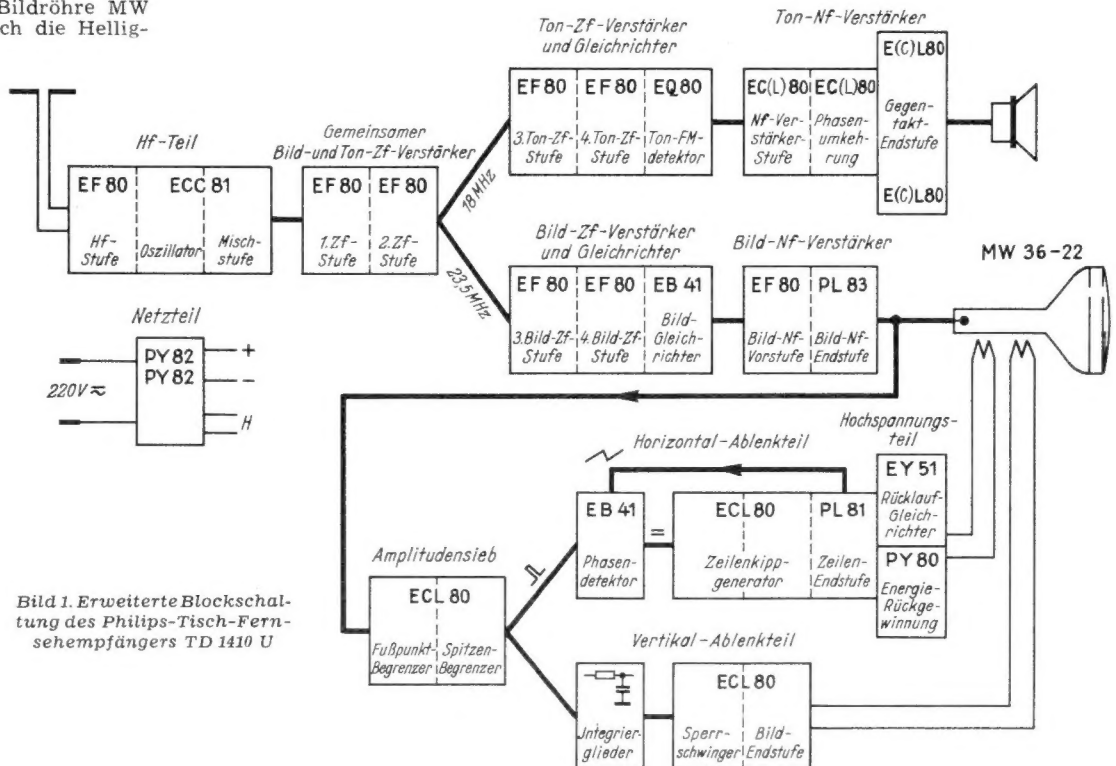 Bildröhre MW
ch die Hellig-
Hf-Teil
EF 80
ECC 81
Hf-
Stufe
Oszillator
Misch-
stufe
Gemeinsamer
Bild-und Ton-Zf-Verstärker
EF 80
EF 80
1.Zf-
Stufe
2.Zf-
Stufe
18 MHz
23,5MHz
Ton-Zf-Verstärker
und Gleichrichter
EF 80
EF 80
EQ 80
3.Ton-Zf-
Stufe
4.Ton-Zf-
Stufe
Ton-FM-
detektor
Ton-Nf-Verstärker
EC(L) 80
EC(L) 80
Nf-Ver-
stärker-
Stufe
Phasen-
umkeh-
rung
E(C)L80
Gegen-
takt-
Endstufe
E(C)L80
Bild-Zf-Verstärker
und Gleichrichter
EF 80
EF 80
EB 41
3.Bild-Zf-
Stufe
4.Bild-Zf-
Stufe
Bild-
Gleich-
richter
Bild-Nf-Verstärker
EF 80
PL 83
Bild-Nf-
Vorstufe
Bild-Nf-
Endstufe
MW 36-22
Netzteil
PY 82
PY 82
220V ≂
+
−
H
Horizontal-Ablenkteil
EB 41
Phasen-
detektor
=
ECL 80
PL 81
Zeilenkipp-
generator
Zeilen-
Endstufe
Hochspannungs-
teil
EY 51
Rücklauf-
Gleich-
richter
PY 80
Energie-
Rückge-
winnung
Amplitudensieb
ECL 80
Fußpunkt-
Begrenzer
Spitzen-
Begrenzer
Vertikal-Ablenkteil
Integrier-
glieder
ECL 80
Sperr-
schwinger
Bild-
Endstufe
Bild 1. Erweiterte Blockschal-
tung des Philips-Tisch-Fern-
sehempfängers TD 1410 U